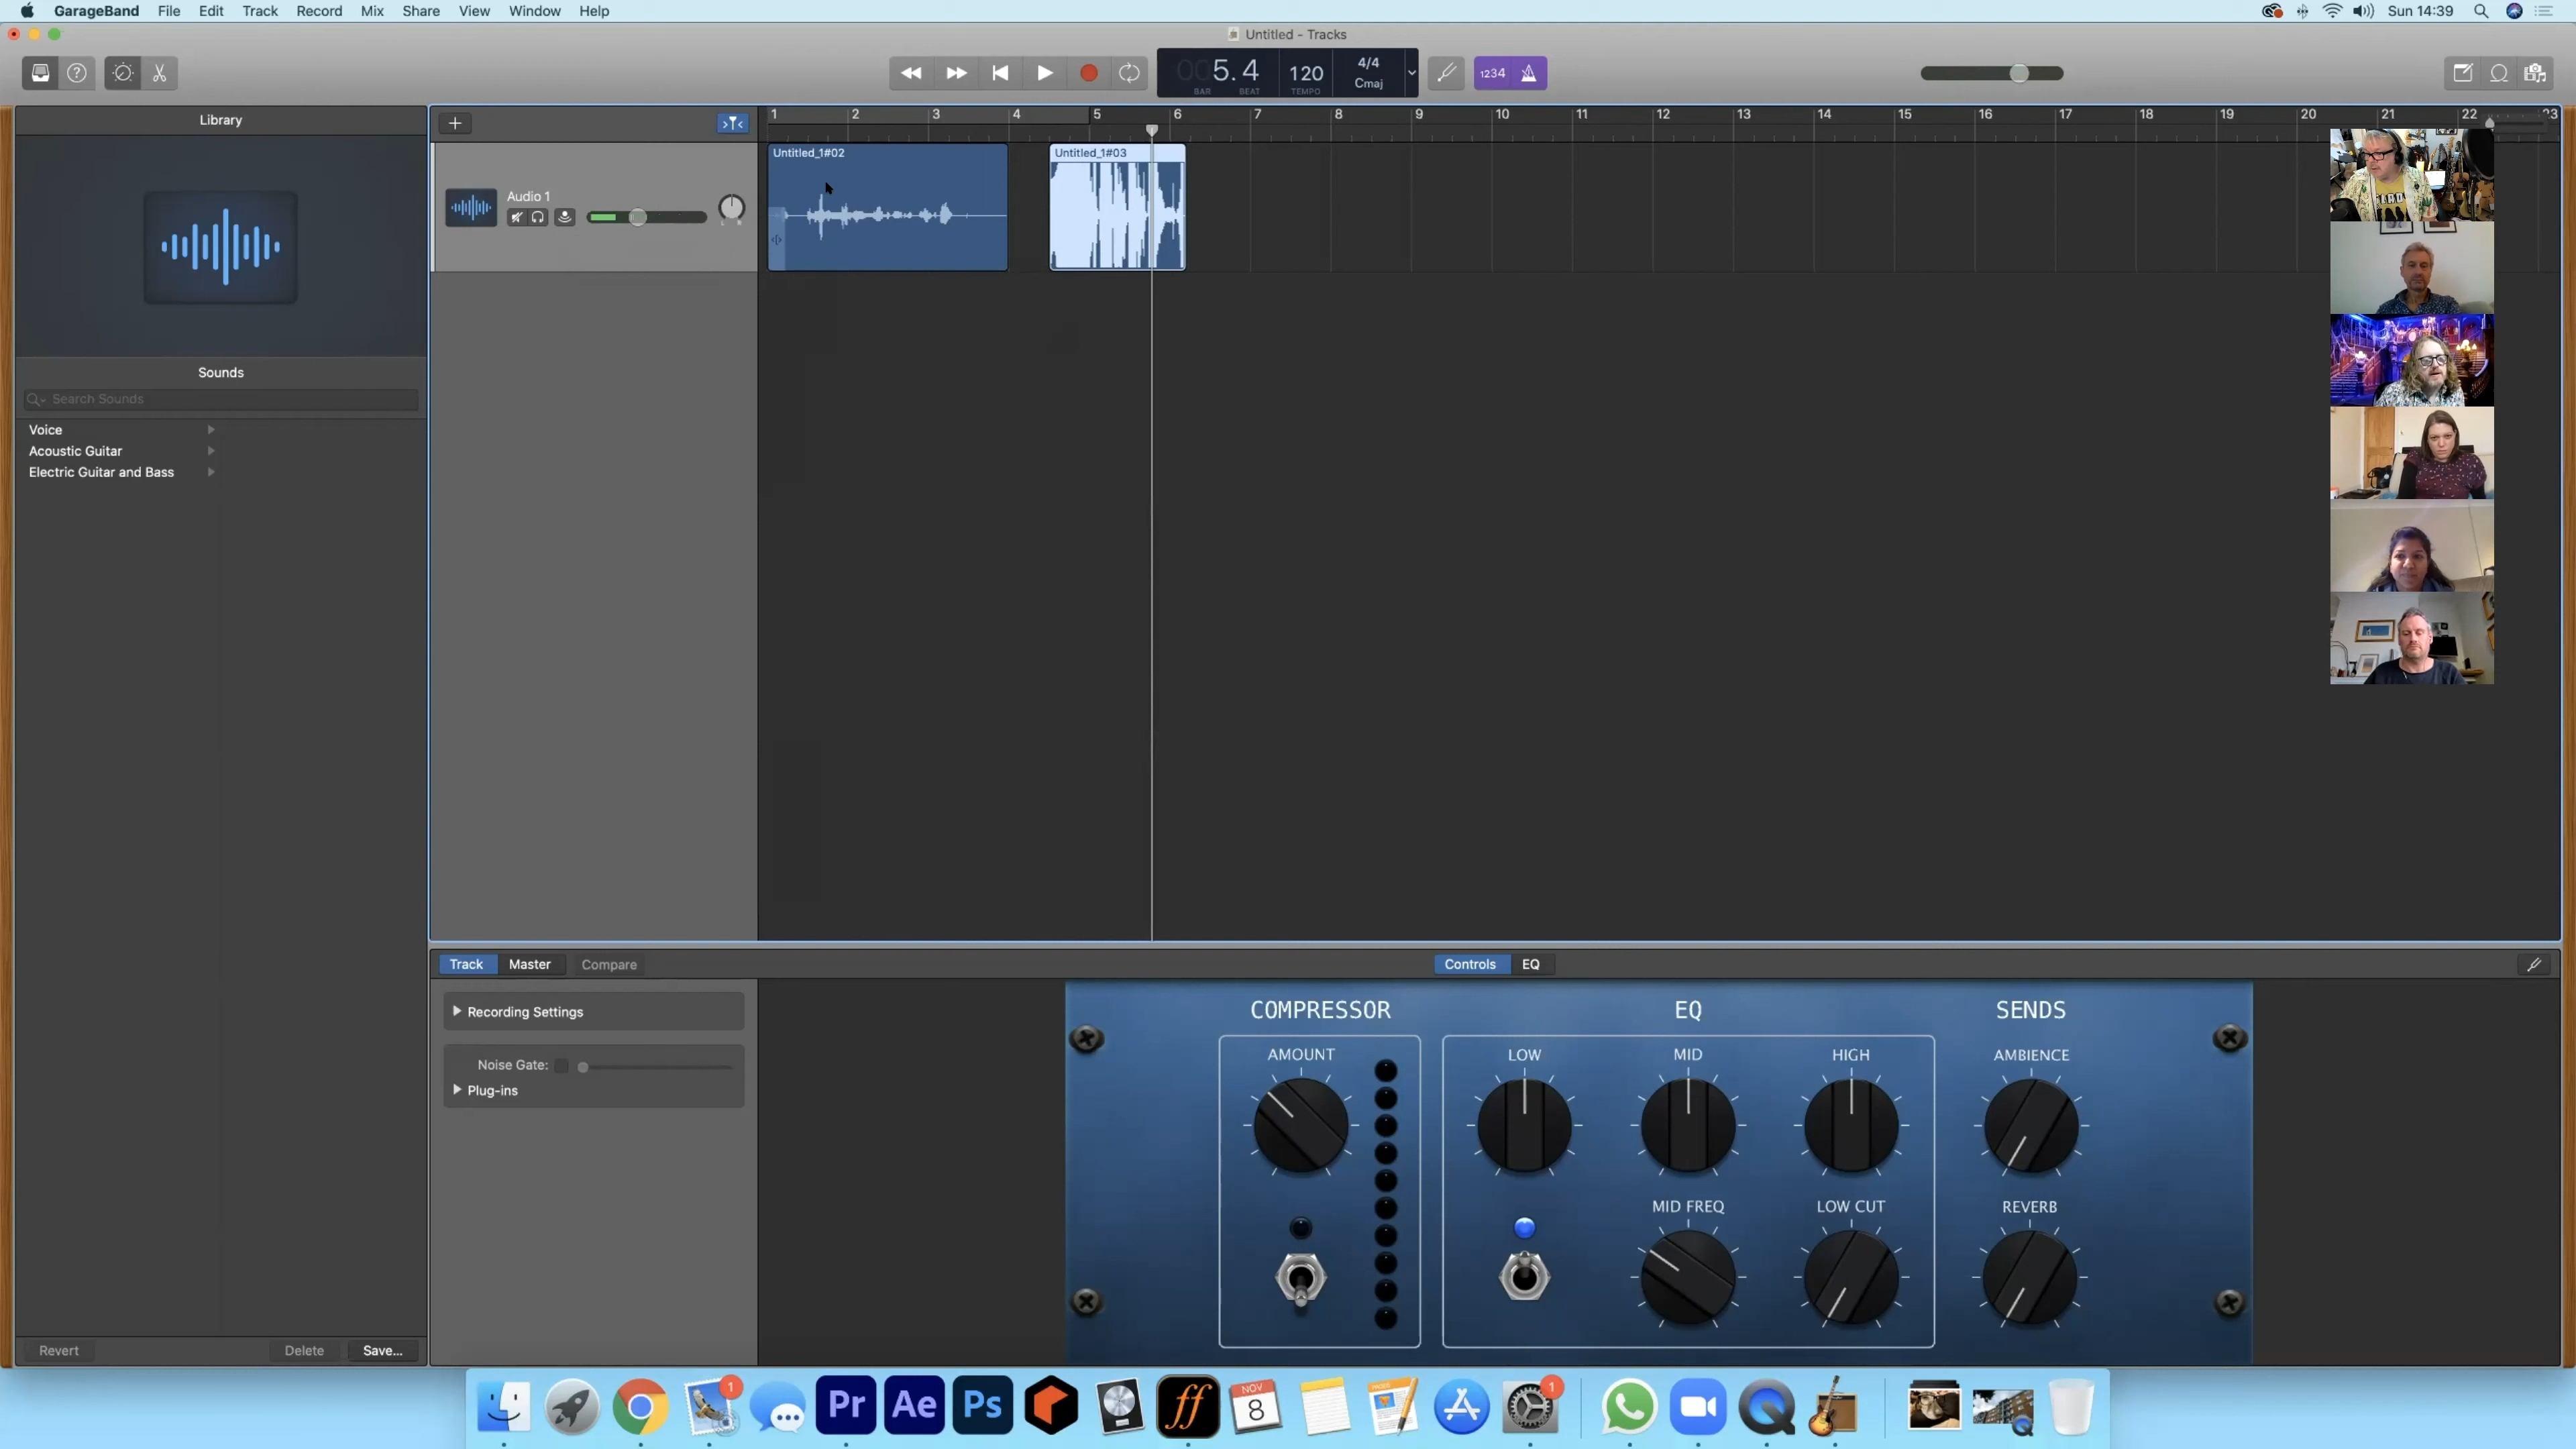 GarageBand File Edit Track Record Mix Share View Window Help
Sun 14:39
Untitled - Tracks
005.4
BAR BEAT
120
TEMPO
4/4
Cmaj
1234
Library
1 2 3 4 5 6 7 8 9 10 11 12 13 14 15 16 17 18 19 20 21 22 23
Untitled_1#02
Untitled_1#03
Audio 1
L R
Sounds
Search Sounds
Voice
Acoustic Guitar
Electric Guitar and Bass
Track Master Compare
Controls EQ
Recording Settings
Noise Gate:
Plug-ins
COMPRESSOR
EQ
SENDS
AMOUNT
LOW
MID
HIGH
AMBIENCE
MID FREQ
LOW CUT
REVERB
Revert
Delete
Save...
1
Pr
Ae
Ps
ff
NOV
8
1